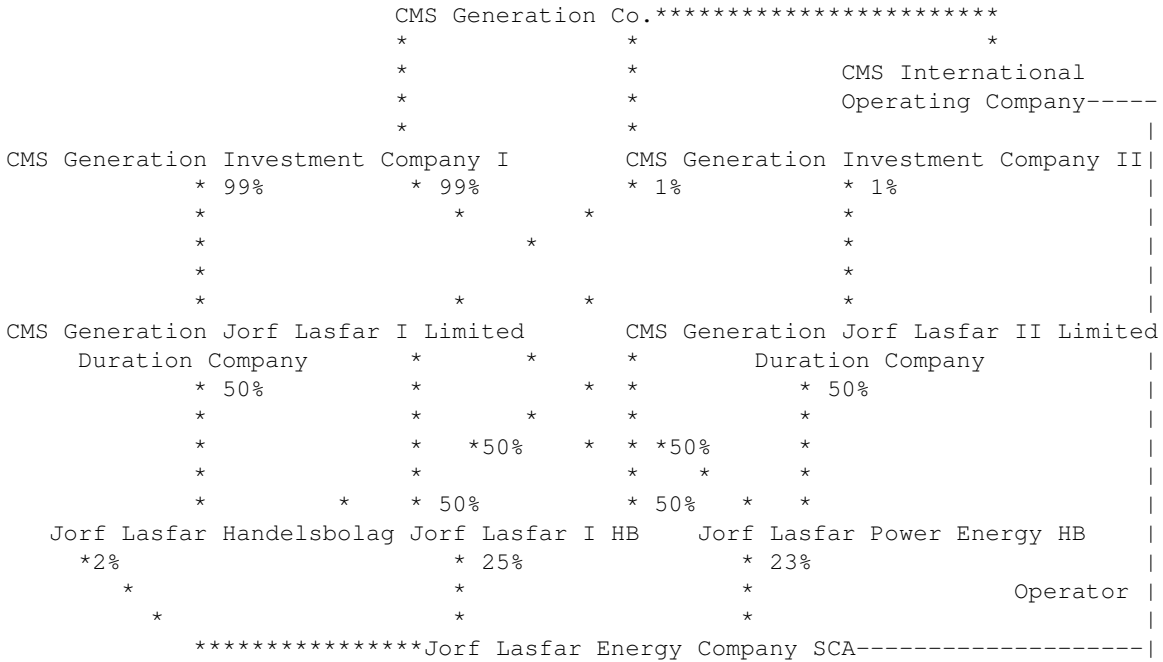 CMS Generation Co.************************
* * *
* * CMS International
* * Operating Company-----
* * |
CMS Generation Investment Company I CMS Generation Investment Company II|
* 99% * 99% * 1% * 1% |
* * * * |
* * * |
* * |
* * * * |
CMS Generation Jorf Lasfar I Limited CMS Generation Jorf Lasfar II Limited
Duration Company * * * Duration Company |
* 50% * * * * 50% |
* * * * * |
* * *50% * * *50% * |
* * * * * |
* * * 50% * 50% * * |
Jorf Lasfar Handelsbolag Jorf Lasfar I HB Jorf Lasfar Power Energy HB |
*2% * 25% * 23% |
* * * Operator |
* * * |
****************Jorf Lasfar Energy Company SCA--------------------|